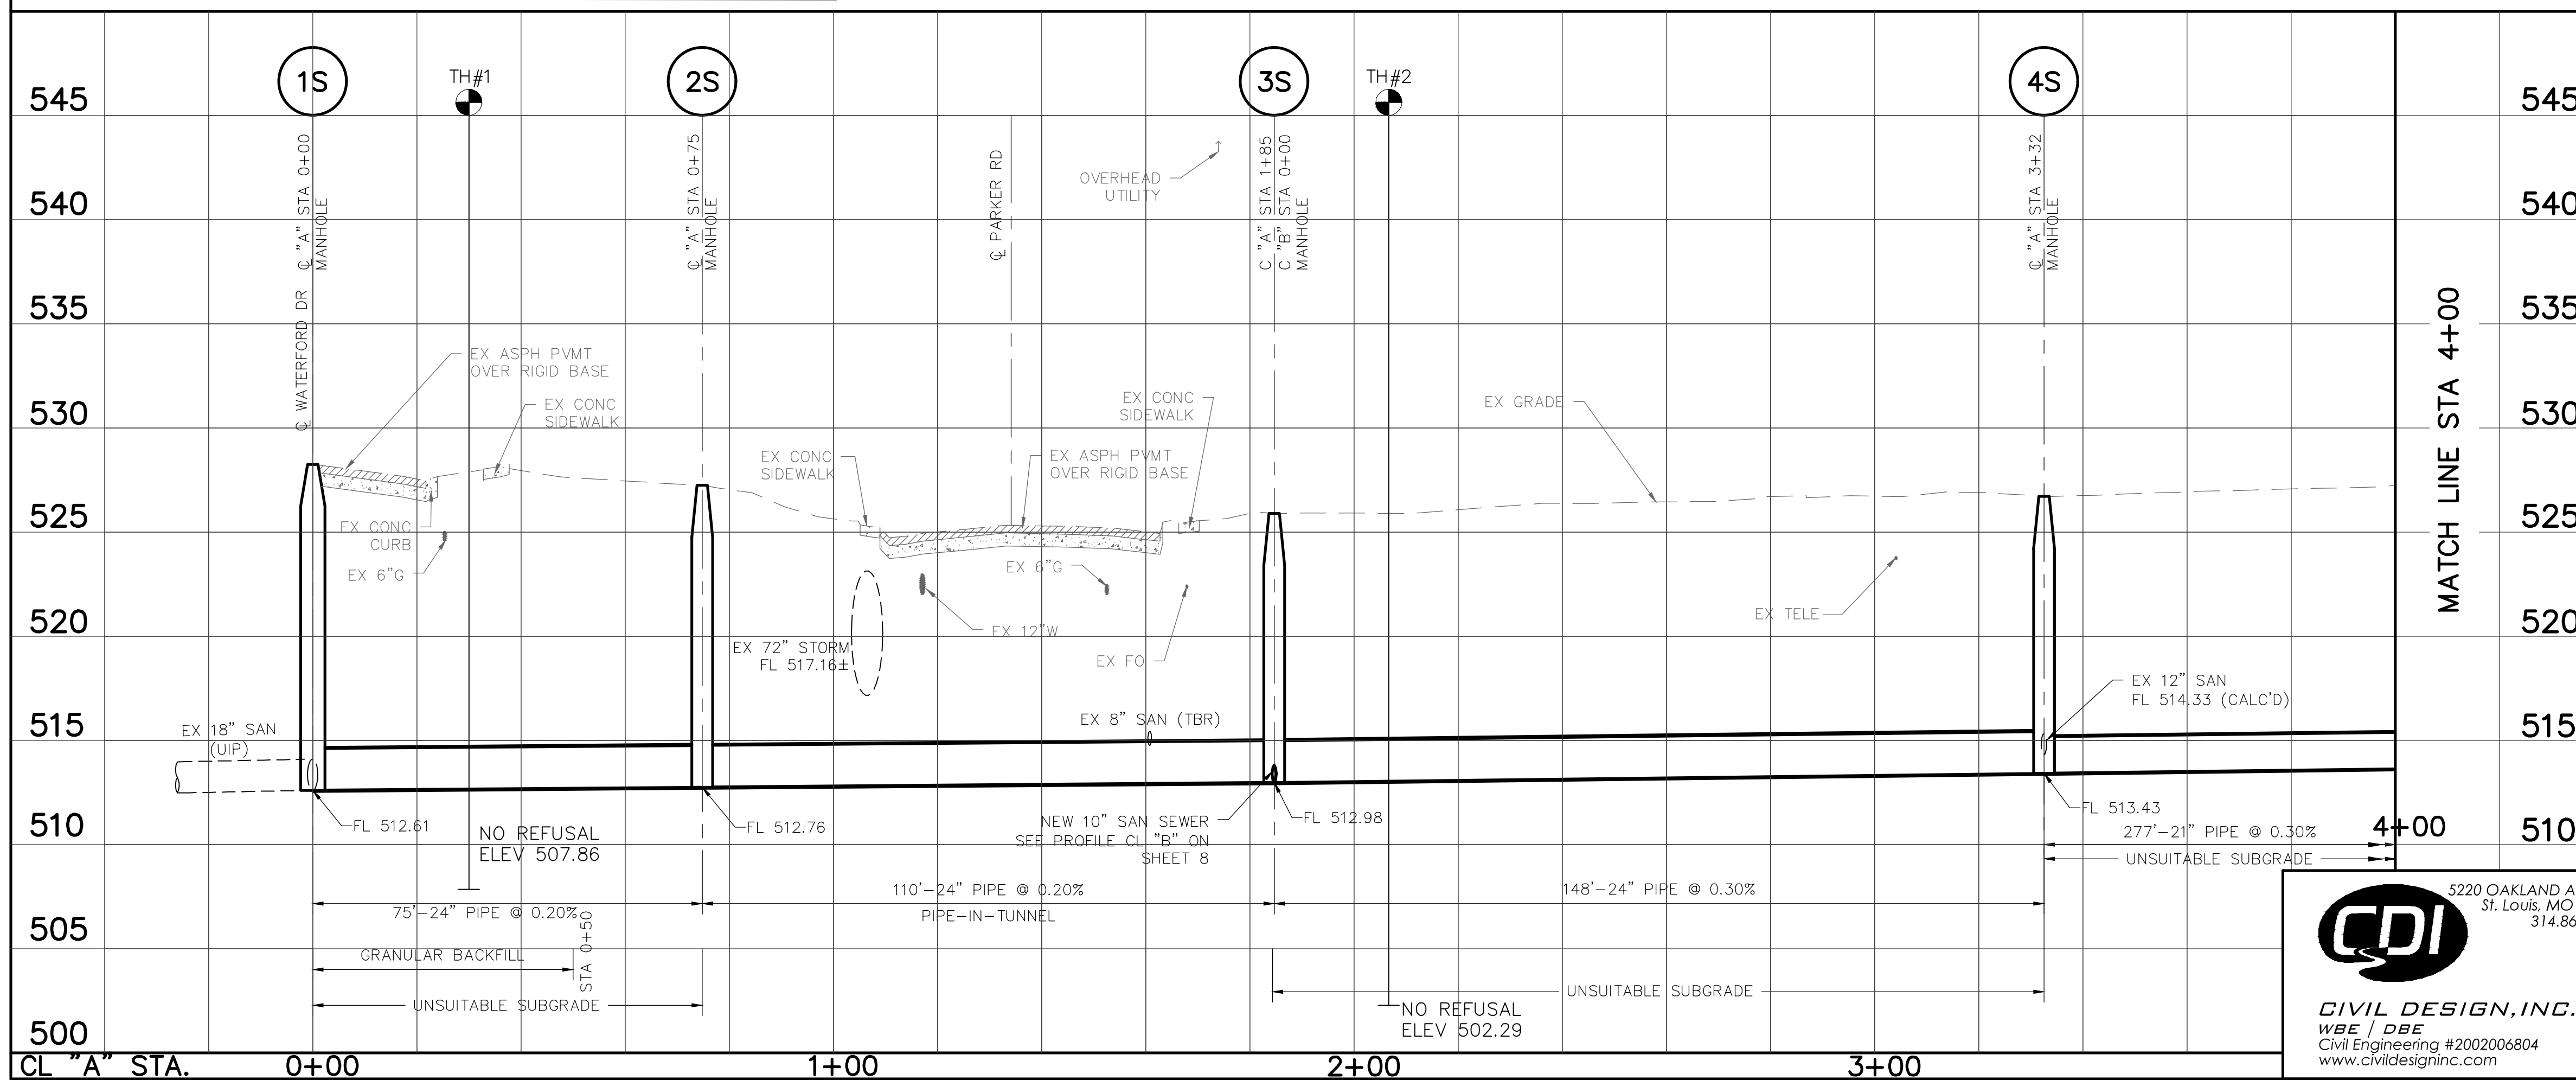 1S
TH#1
2S
3S
TH#2
4S
545
545
540
540
535
535
530
530
525
525
520
520
515
515
510
510
505
500
℄ WATERFORD DR
℄ "A" STA 0+00
MANHOLE
℄ "A" STA 0+75
MANHOLE
℄ PARKER RD
OVERHEAD
UTILITY
C "A" STA 1+85
C "B" STA 0+00
MANHOLE
℄ "A" STA 3+32
MANHOLE
MATCH LINE STA 4+00
EX ASPH PVMT
OVER RIGID BASE
EX CONC
SIDEWALK
EX CONC
CURB
EX 6"G
EX CONC
SIDEWALK
EX ASPH PVMT
OVER RIGID BASE
EX CONC
SIDEWALK
EX GRADE
EX 6"G
EX 12"W
EX FO
EX TELE
EX 72" STORM
FL 517.16±
EX 18" SAN
(UIP)
EX 8" SAN (TBR)
EX 12" SAN
FL 514.33 (CALC'D)
FL 512.61
FL 512.76
FL 512.98
FL 513.43
NO REFUSAL
ELEV 507.86
NEW 10" SAN SEWER
SEE PROFILE CL "B" ON
SHEET 8
277'-21" PIPE @ 0.30%
4+00
UNSUITABLE SUBGRADE
75'-24" PIPE @ 0.20%
110'-24" PIPE @ 0.20%
PIPE-IN-TUNNEL
148'-24" PIPE @ 0.30%
GRANULAR BACKFILL
STA 0+50
UNSUITABLE SUBGRADE
UNSUITABLE SUBGRADE
NO REFUSAL
ELEV 502.29
CL "A" STA.
0+00
1+00
2+00
3+00
5220 OAKLAND A
St. Louis, MO
314.86
CDI
CIVIL DESIGN, INC.
WBE / DBE
Civil Engineering #2002006804
www.civildesigninc.com